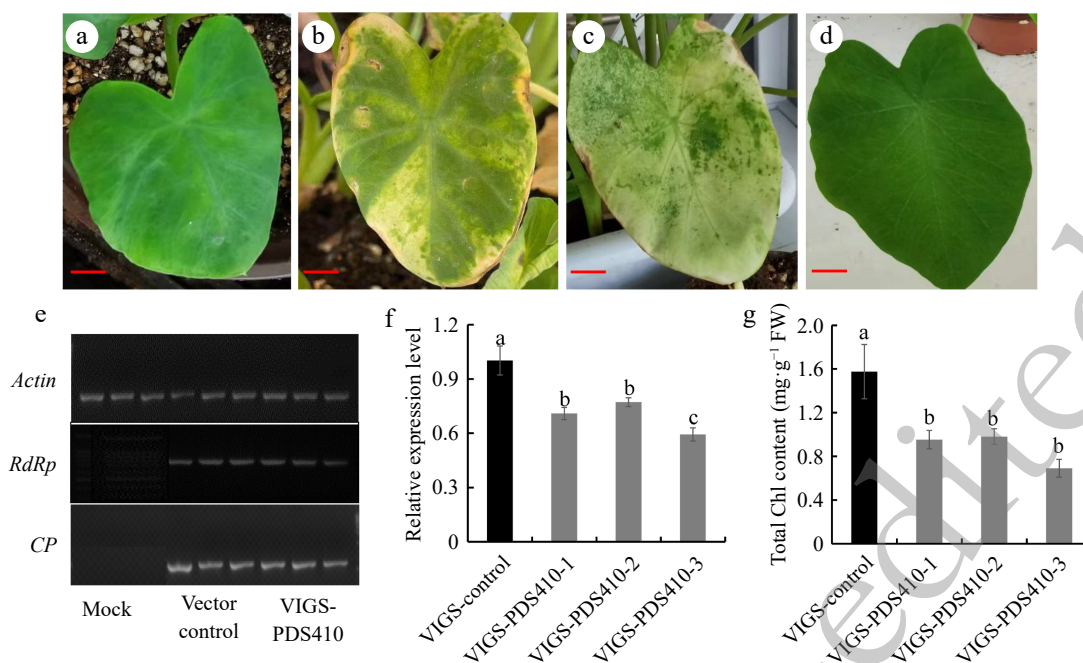 a
b
c
d
e
Actin
RdRp
CP
Mock
Vector
control
VIGS-
PDS410
f
Relative expression level
1.2
0.9
0.6
0.3
0
a
b
b
c
VIGS-control
VIGS-PDS410-1
VIGS-PDS410-2
VIGS-PDS410-3
g
Total Chl content (mg·g⁻¹ FW)
2.0
1.6
1.2
0.8
0.4
0
a
b
b
b
VIGS-control
VIGS-PDS410-1
VIGS-PDS410-2
VIGS-PDS410-3
edited